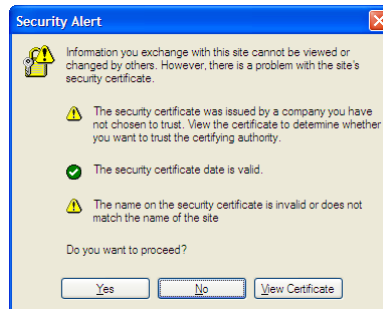 Security Alert
Information you exchange with this site cannot be viewed or
changed by others. However, there is a problem with the site's
security certificate.
The security certificate was issued by a company you have
not chosen to trust. View the certificate to determine whether
you want to trust the certifying authority.
The security certificate date is valid.
The name on the security certificate is invalid or does not
match the name of the site
Do you want to proceed?
Yes No View Certificate